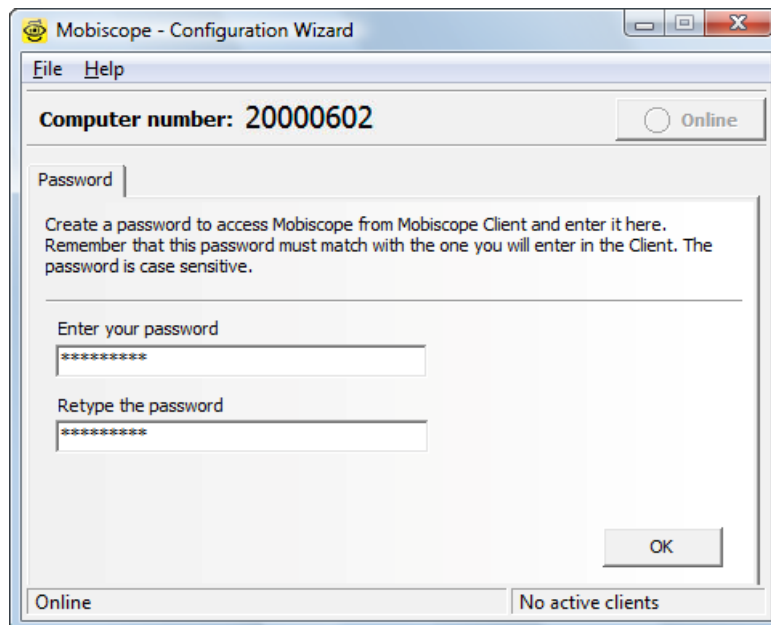 Mobiscope - Configuration Wizard
File Help
Computer number: 20000602
Online
Password
Create a password to access Mobiscope from Mobiscope Client and enter it here.
Remember that this password must match with the one you will enter in the Client. The
password is case sensitive.
Enter your password
*********
Retype the password
*********
OK
Online
No active clients